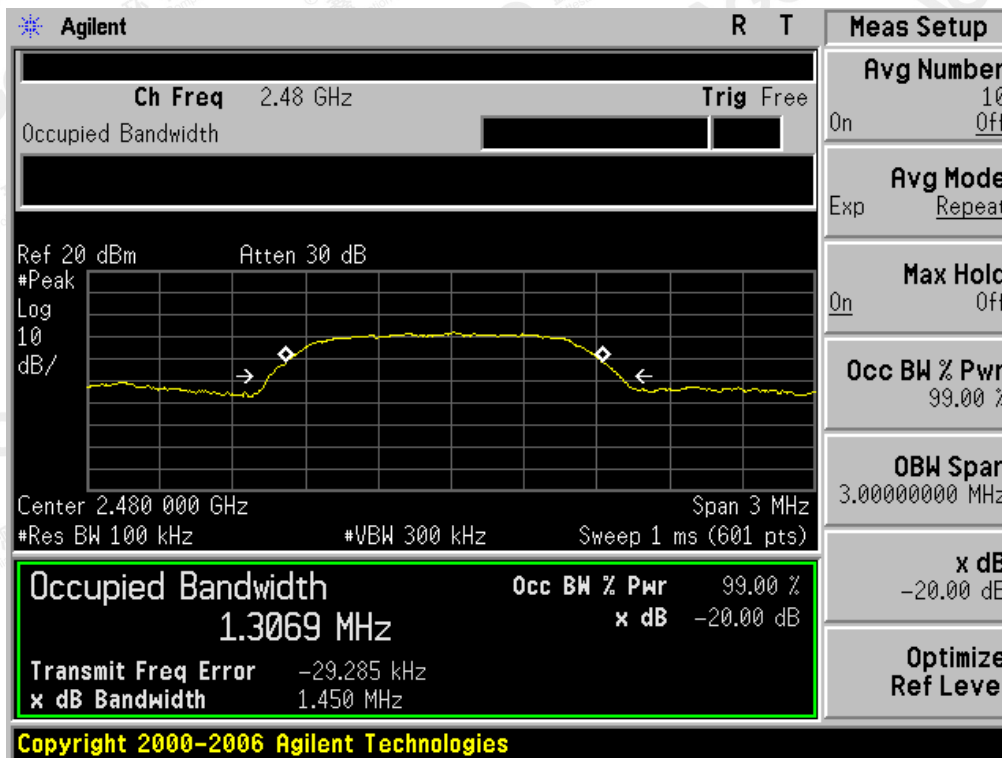 Agilent R T Meas Setup
Ch Freq 2.48 GHz Trig Free
Occupied Bandwidth
Avg Number
10
On Off
Avg Mode
Exp Repeat
Max Hold
On Off
Occ BW % Pwr
99.00 %
OBW Span
3.00000000 MHz
x dB
-20.00 dB
Optimize
Ref Level
Ref 20 dBm Atten 30 dB
#Peak
Log
10
dB/
Center 2.480 000 GHz Span 3 MHz
#Res BW 100 kHz #VBW 300 kHz Sweep 1 ms (601 pts)
Occupied Bandwidth Occ BW % Pwr 99.00 %
1.3069 MHz x dB -20.00 dB
Transmit Freq Error -29.285 kHz
x dB Bandwidth 1.450 MHz
Copyright 2000-2006 Agilent Technologies